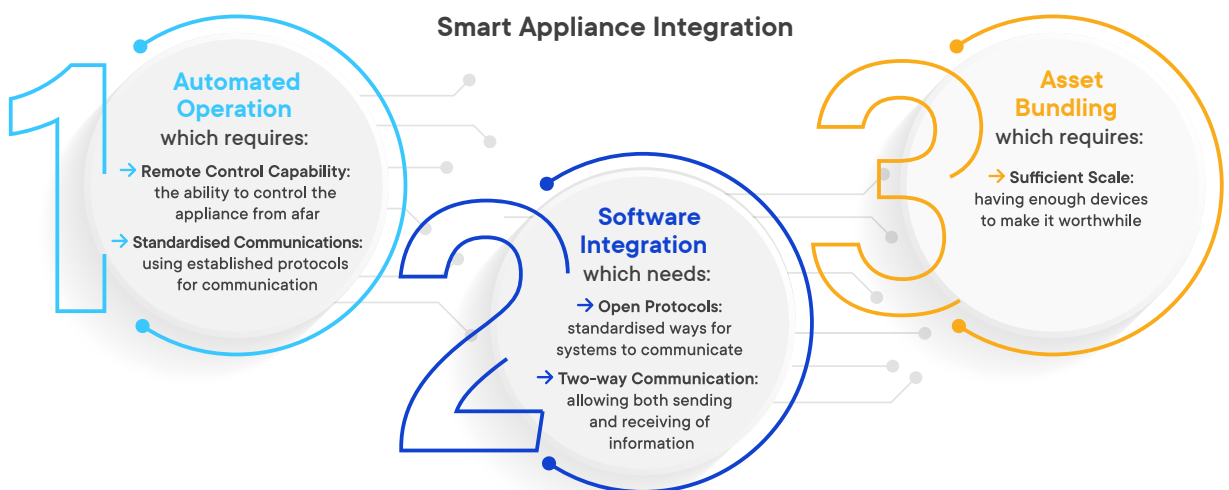 Smart Appliance Integration
1
Automated
Operation
which requires:
→ Remote Control Capability:
the ability to control the
appliance from afar
→ Standardised Communications:
using established protocols
for communication
2
Software
Integration
which needs:
→ Open Protocols:
standardised ways for
systems to communicate
→ Two-way Communication:
allowing both sending
and receiving of
information
3
Asset
Bundling
which requires:
→ Sufficient Scale:
having enough devices
to make it worthwhile